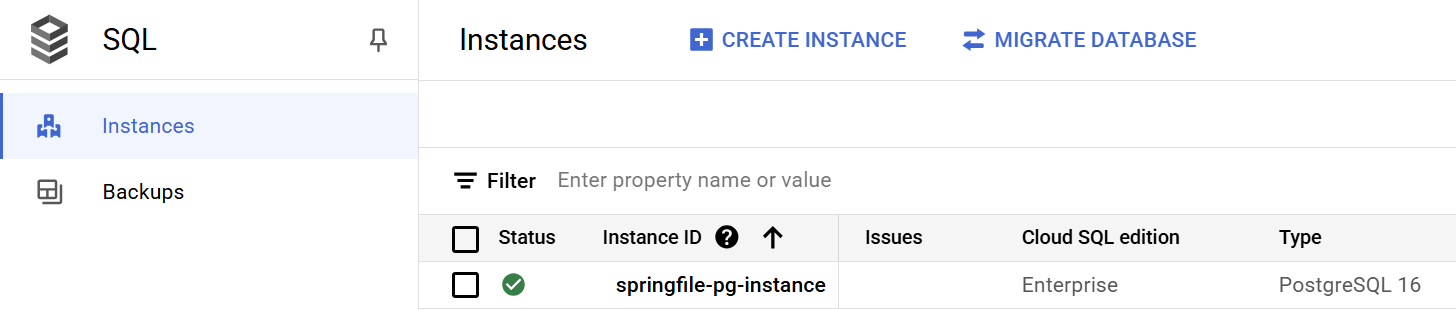 SQL
Instances
CREATE INSTANCE
MIGRATE DATABASE
Instances
Backups
Filter Enter property name or value
Status Instance ID ? Issues Cloud SQL edition Type
springfile-pg-instance Enterprise PostgreSQL 16